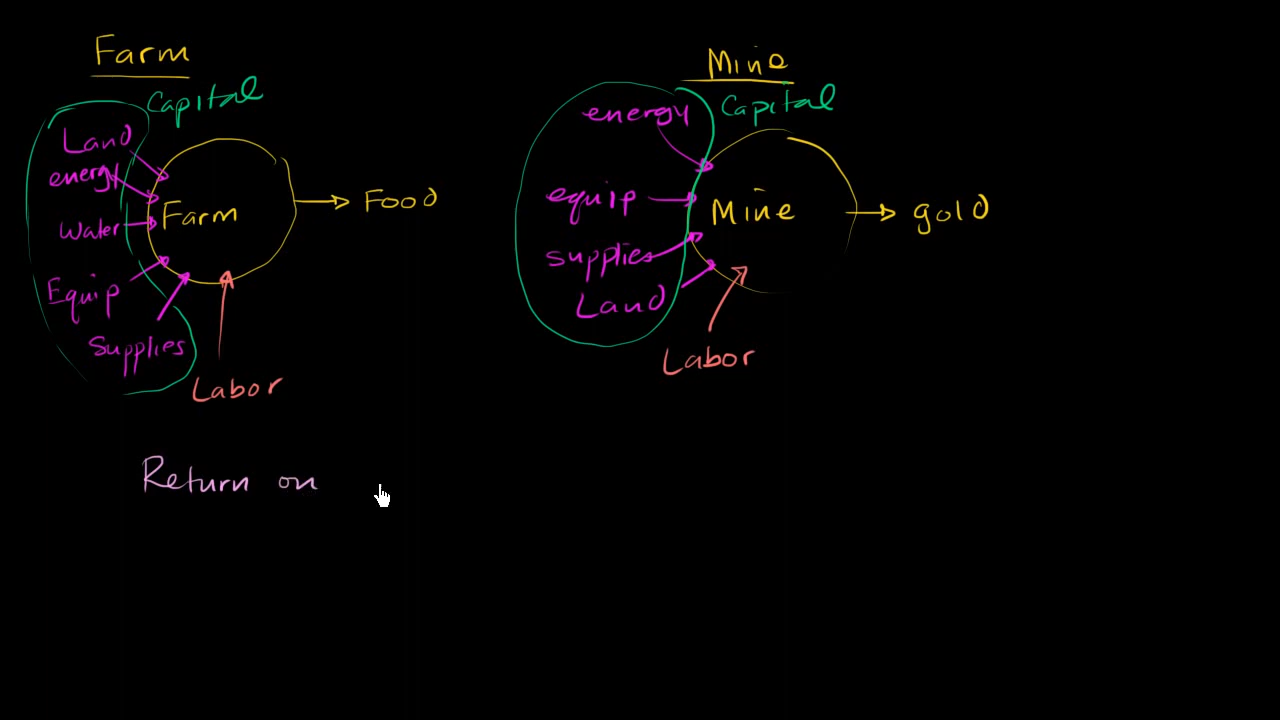 Farm
Capital
Land
energy
Water
Equip
Supplies
Farm
Food
Labor
Mine
Capital
energy
equip
supplies
Land
Mine
gold
Labor
Return on